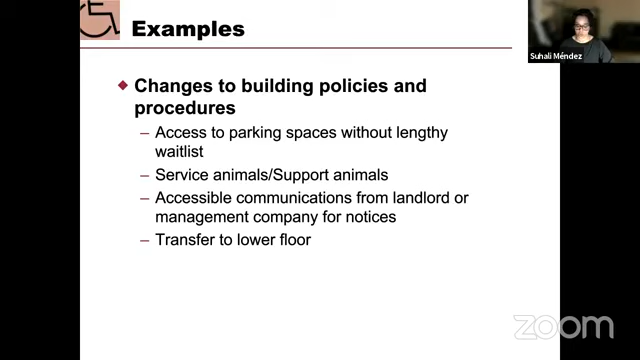 Examples
Suhali Méndez
Changes to building policies and
procedures
– Access to parking spaces without lengthy
waitlist
– Service animals/Support animals
– Accessible communications from landlord or
management company for notices
– Transfer to lower floor
zoom